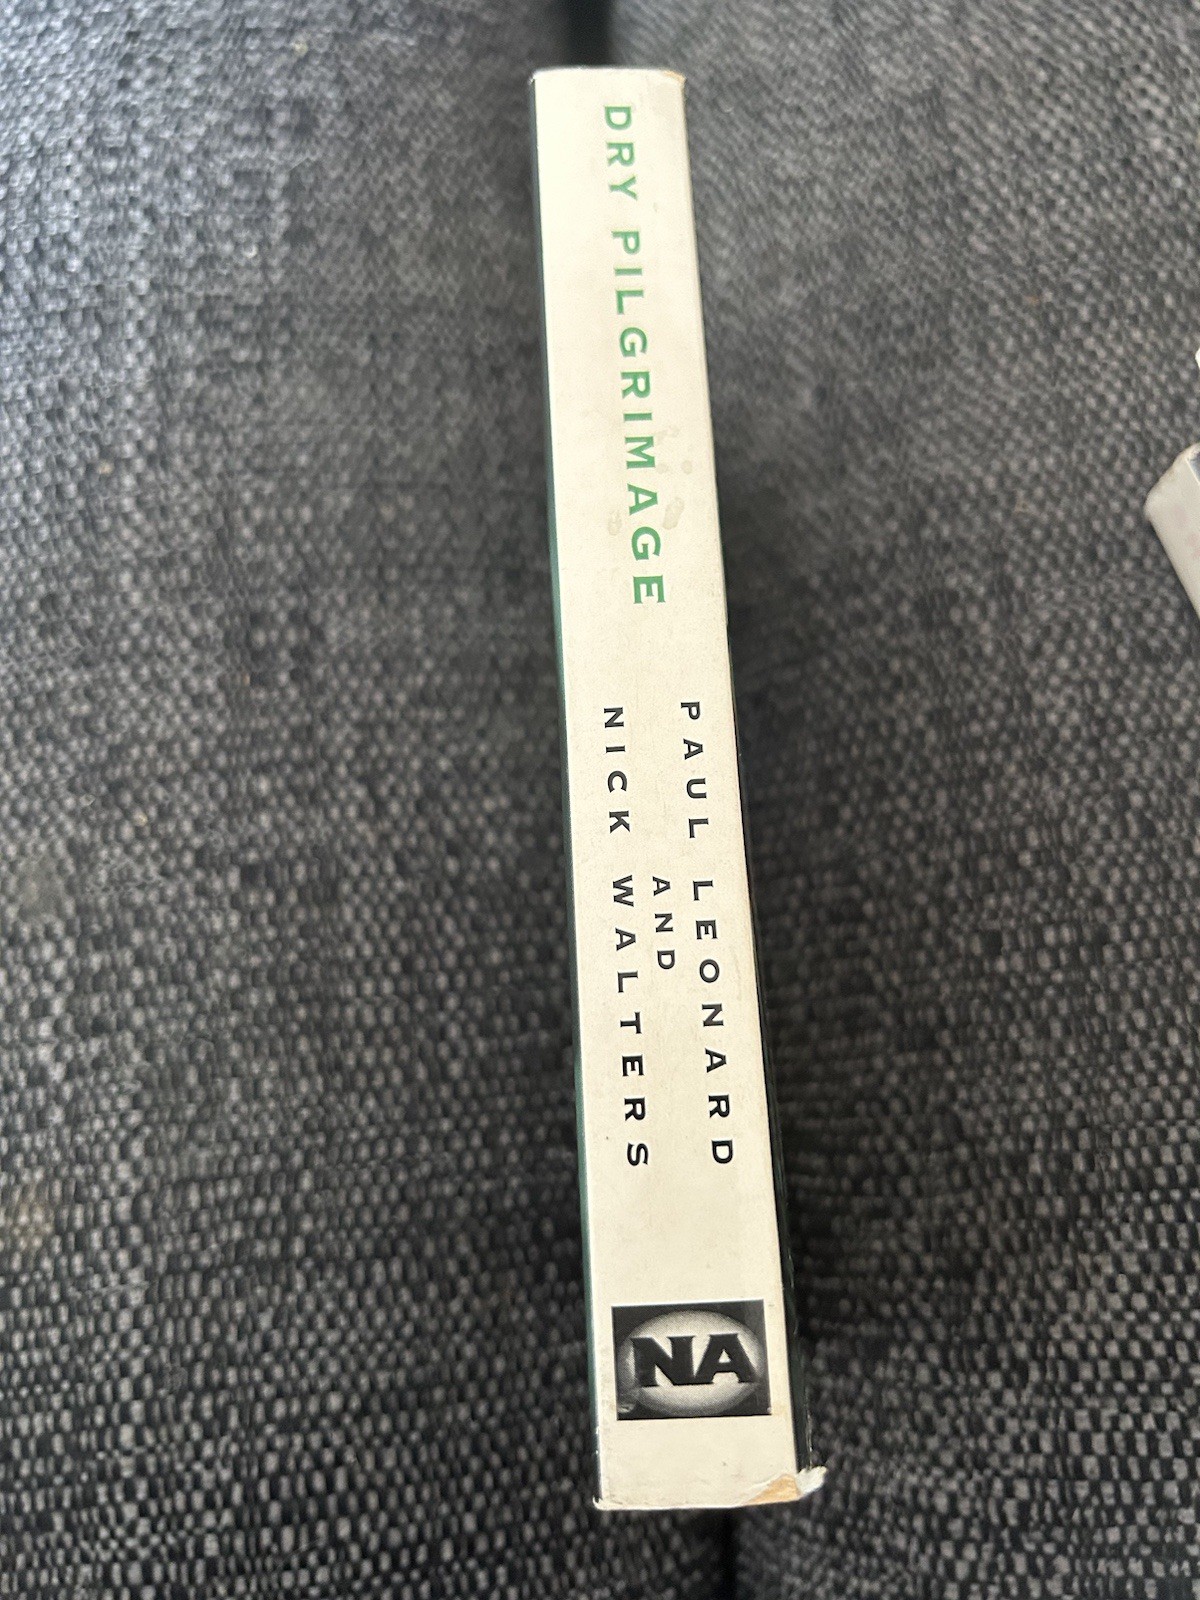 DRY PILGRIMAGE
PAUL LEONARD
AND
NICK WALTERS
NA